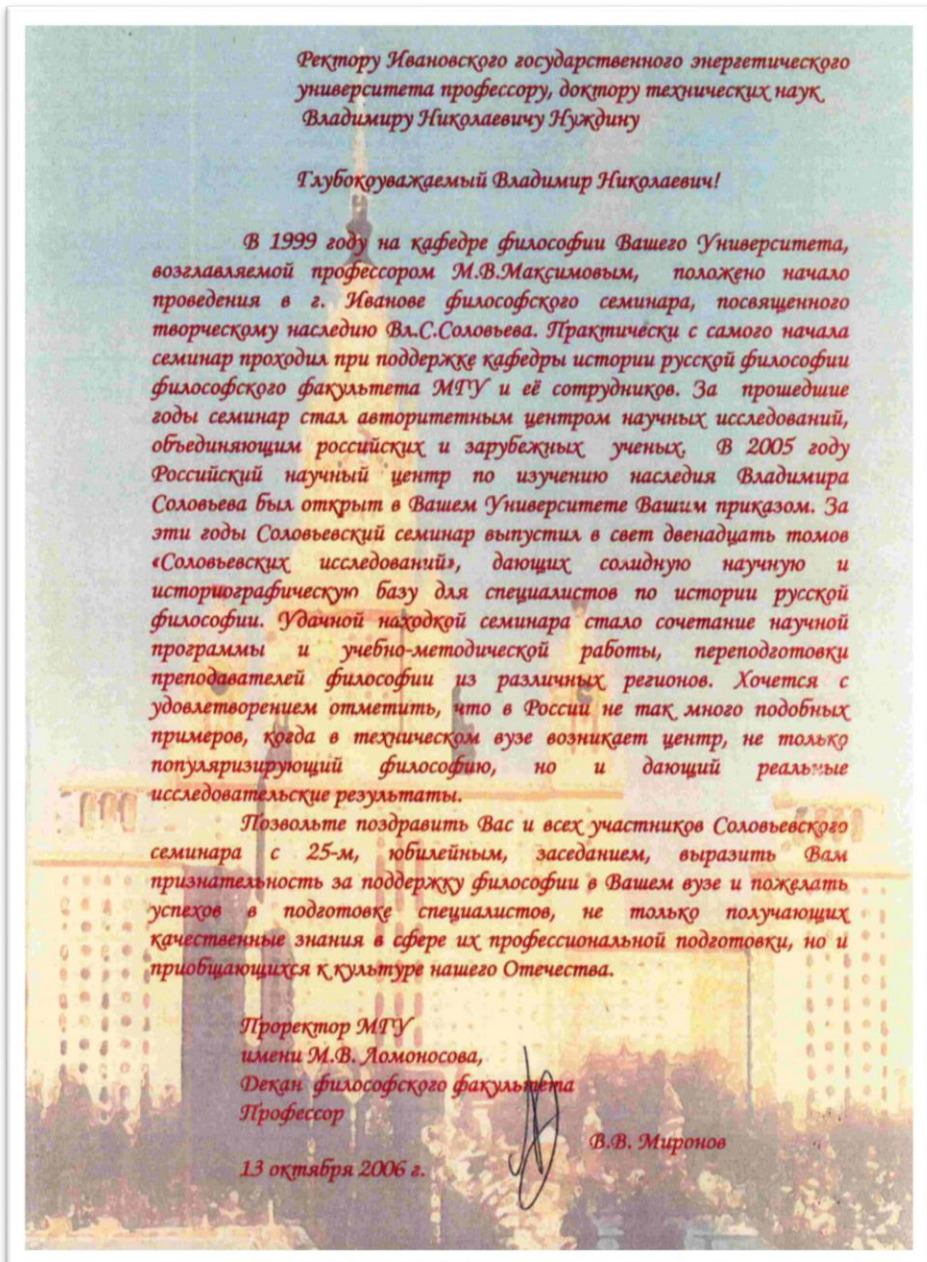 Ректору Ивановского государственного энергетического
университета профессору, доктору технических наук
Владимиру Николаевичу Нуждину
Глубокоуважаемый Владимир Николаевич!
В 1999 году на кафедре философии Вашего Университета,
возглавляемой профессором М.В.Максимовым, положено начало
проведения в г. Иванове философского семинара, посвященного
творческому наследию Вл.С.Соловьева. Практически с самого начала
семинар проходил при поддержке кафедры истории русской философии
философского факультета МГУ и её сотрудников. За прошедшие
годы семинар стал авторитетным центром научных исследований,
объединяющим российских и зарубежных ученых. В 2005 году
Российский научный центр по изучению наследия Владимира
Соловьева был открыт в Вашем Университете Вашим приказом. За
эти годы Соловьевский семинар выпустил в свет двенадцать томов
«Соловьевских исследований», дающих солидную научную и
историографическую базу для специалистов по истории русской
философии. Удачной находкой семинара стало сочетание научной
программы и учебно-методической работы, переподготовки
преподавателей философии из различных регионов. Хочется с
удовлетворением отметить, что в России не так много подобных
примеров, когда в техническом вузе возникает центр, не только
популяризирующий философию, но и дающий реальные
исследовательские результаты.
Позвольте поздравить Вас и всех участников Соловьевского
семинара с 25-м, юбилейным, заседанием, выразить Вам
признательность за поддержку философии в Вашем вузе и пожелать
успехов в подготовке специалистов, не только получающих
качественные знания в сфере их профессиональной подготовки, но и
приобщающихся к культуре нашего Отечества.
Проректор МГУ
имени М.В. Ломоносова,
Декан философского факультета
Профессор
В.В. Миронов
13 октября 2006 г.